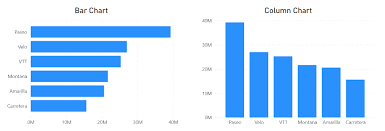 Bar Chart
Paseo
Velo
VTT
Montana
Amarilla
Carretera
0M 10M 20M 30M 40M
Column Chart
40M
30M
20M
10M
0M
Paseo Velo VTT Montana Amarilla Carretera